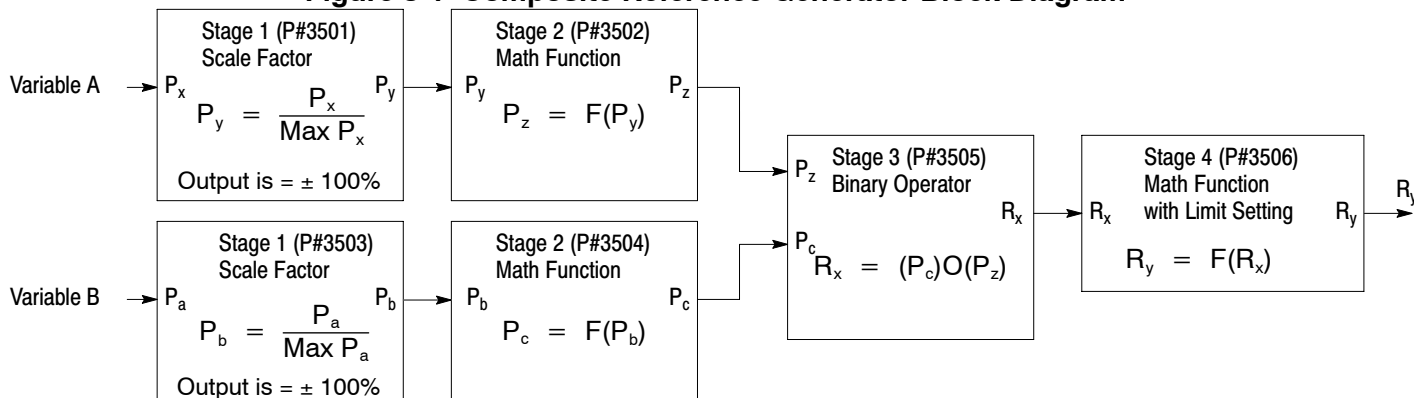 Stage 1 (P#3501)
Scale Factor
Variable A
Px
Py = Px / Max Px
Py
Output is = ± 100%
Stage 2 (P#3502)
Math Function
Py
Pz = F(Py)
Pz
Stage 1 (P#3503)
Scale Factor
Variable B
Pa
Pb = Pa / Max Pa
Pb
Output is = ± 100%
Stage 2 (P#3504)
Math Function
Pb
Pc = F(Pb)
Pc
Stage 3 (P#3505)
Binary Operator
Pz
Pc
Rx = (Pc)O(Pz)
Rx
Stage 4 (P#3506)
Math Function
with Limit Setting
Rx
Ry = F(Rx)
Ry
Ry